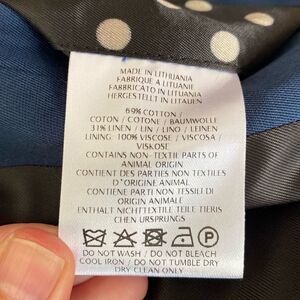 MADE IN LITHUANIA
FABRIQUE A LITUANIE
FABBRICATO IN LITUANIA
HERGESTELLT IN LITAUEN
69% COTTON /
COTON / COTONE / BAUMWOLLE
31% LINEN / LIN / LINO / LEINEN
LINING: 100% VISCOSE / VISCOSA /
VISKOSE
CONTAINS NON-TEXTILE PARTS OF
ANIMAL ORIGIN
CONTIENT DES PARTIES NON TEXTILES
D'ORIGINE ANIMAL
CONTIENE PARTI NON TESSILI DI
ORIGIN ANIMALE
ENTHALT NICHTTEXTILE TEILE TIERIS
CHEN URSPRUNGS
P
DO NOT WASH / DO NOT BLEACH
COOL IRON / DO NOT TUMBLE DRY
DRY CLEAN ONLY